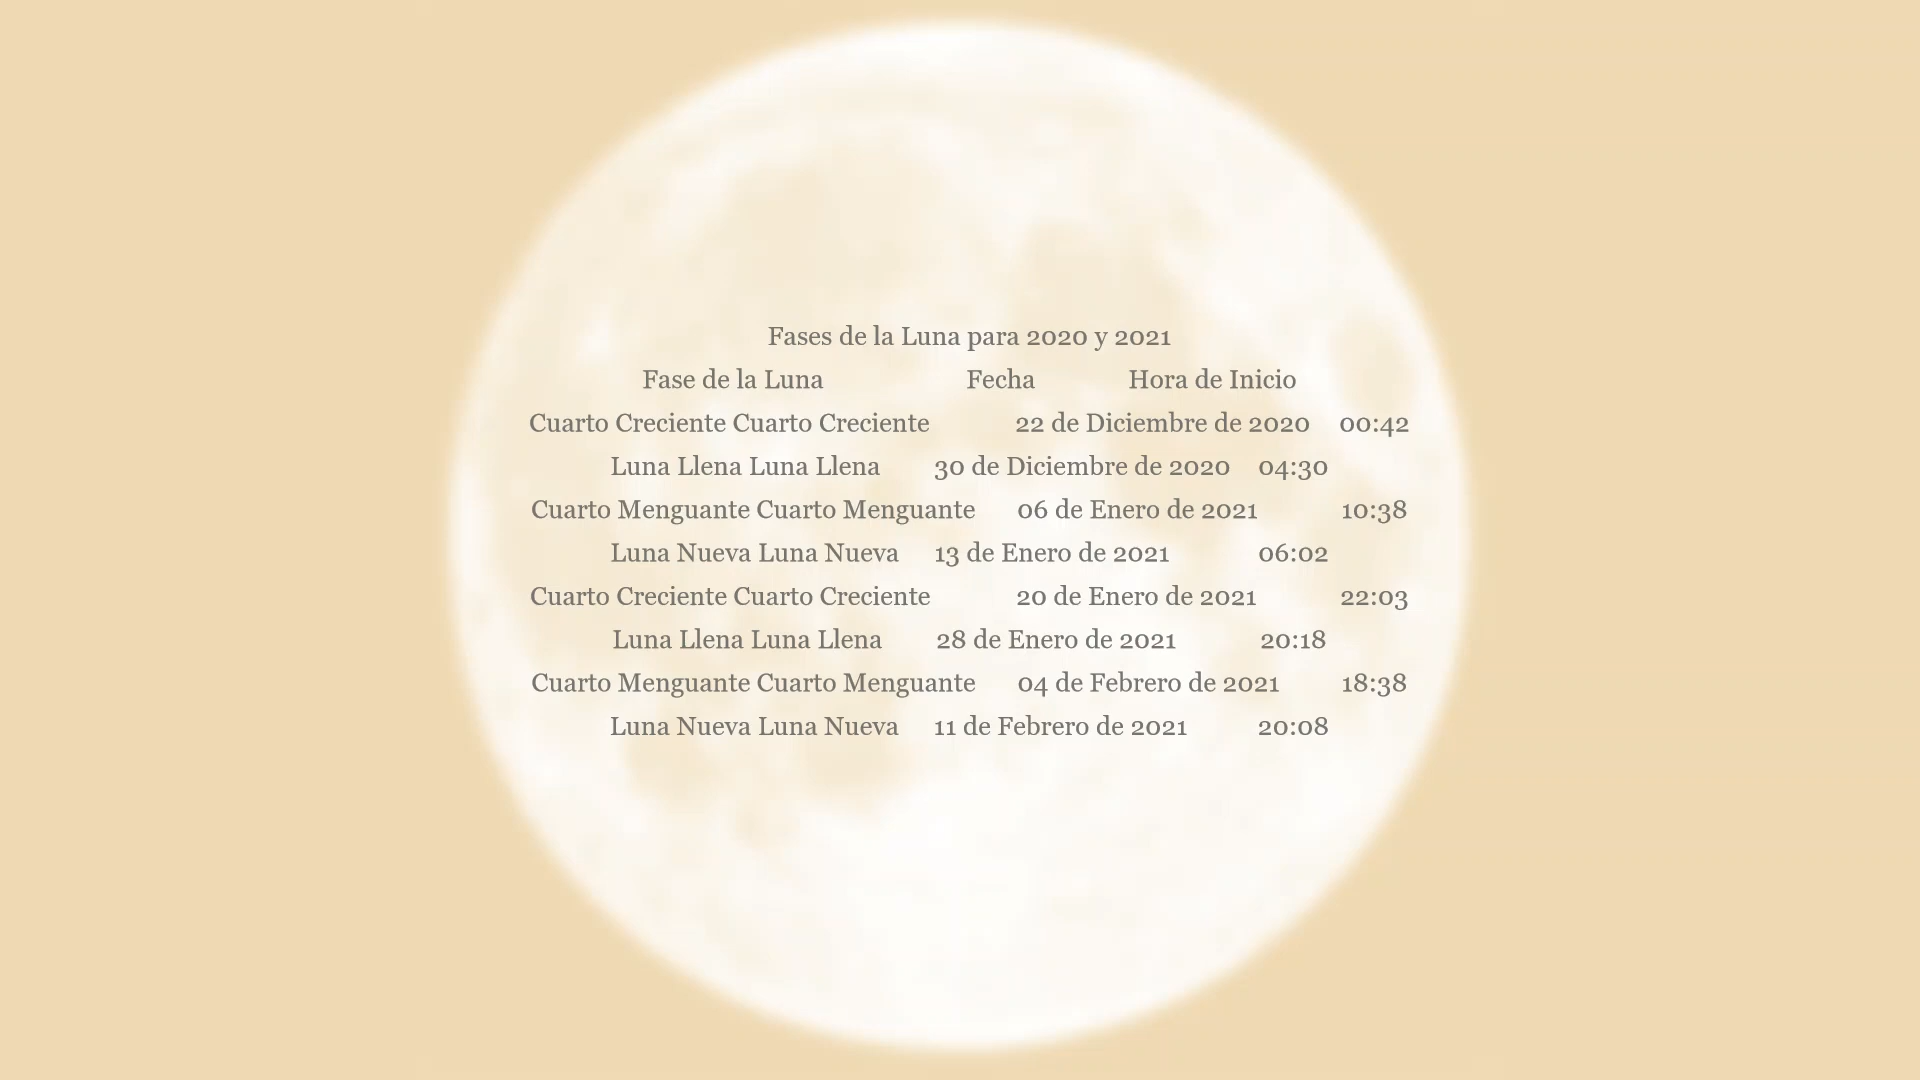 Fases de la Luna para 2020 y 2021
Fase de la Luna Fecha Hora de Inicio
Cuarto Creciente Cuarto Creciente 22 de Diciembre de 2020 00:42
Luna Llena Luna Llena 30 de Diciembre de 2020 04:30
Cuarto Menguante Cuarto Menguante 06 de Enero de 2021 10:38
Luna Nueva Luna Nueva 13 de Enero de 2021 06:02
Cuarto Creciente Cuarto Creciente 20 de Enero de 2021 22:03
Luna Llena Luna Llena 28 de Enero de 2021 20:18
Cuarto Menguante Cuarto Menguante 04 de Febrero de 2021 18:38
Luna Nueva Luna Nueva 11 de Febrero de 2021 20:08